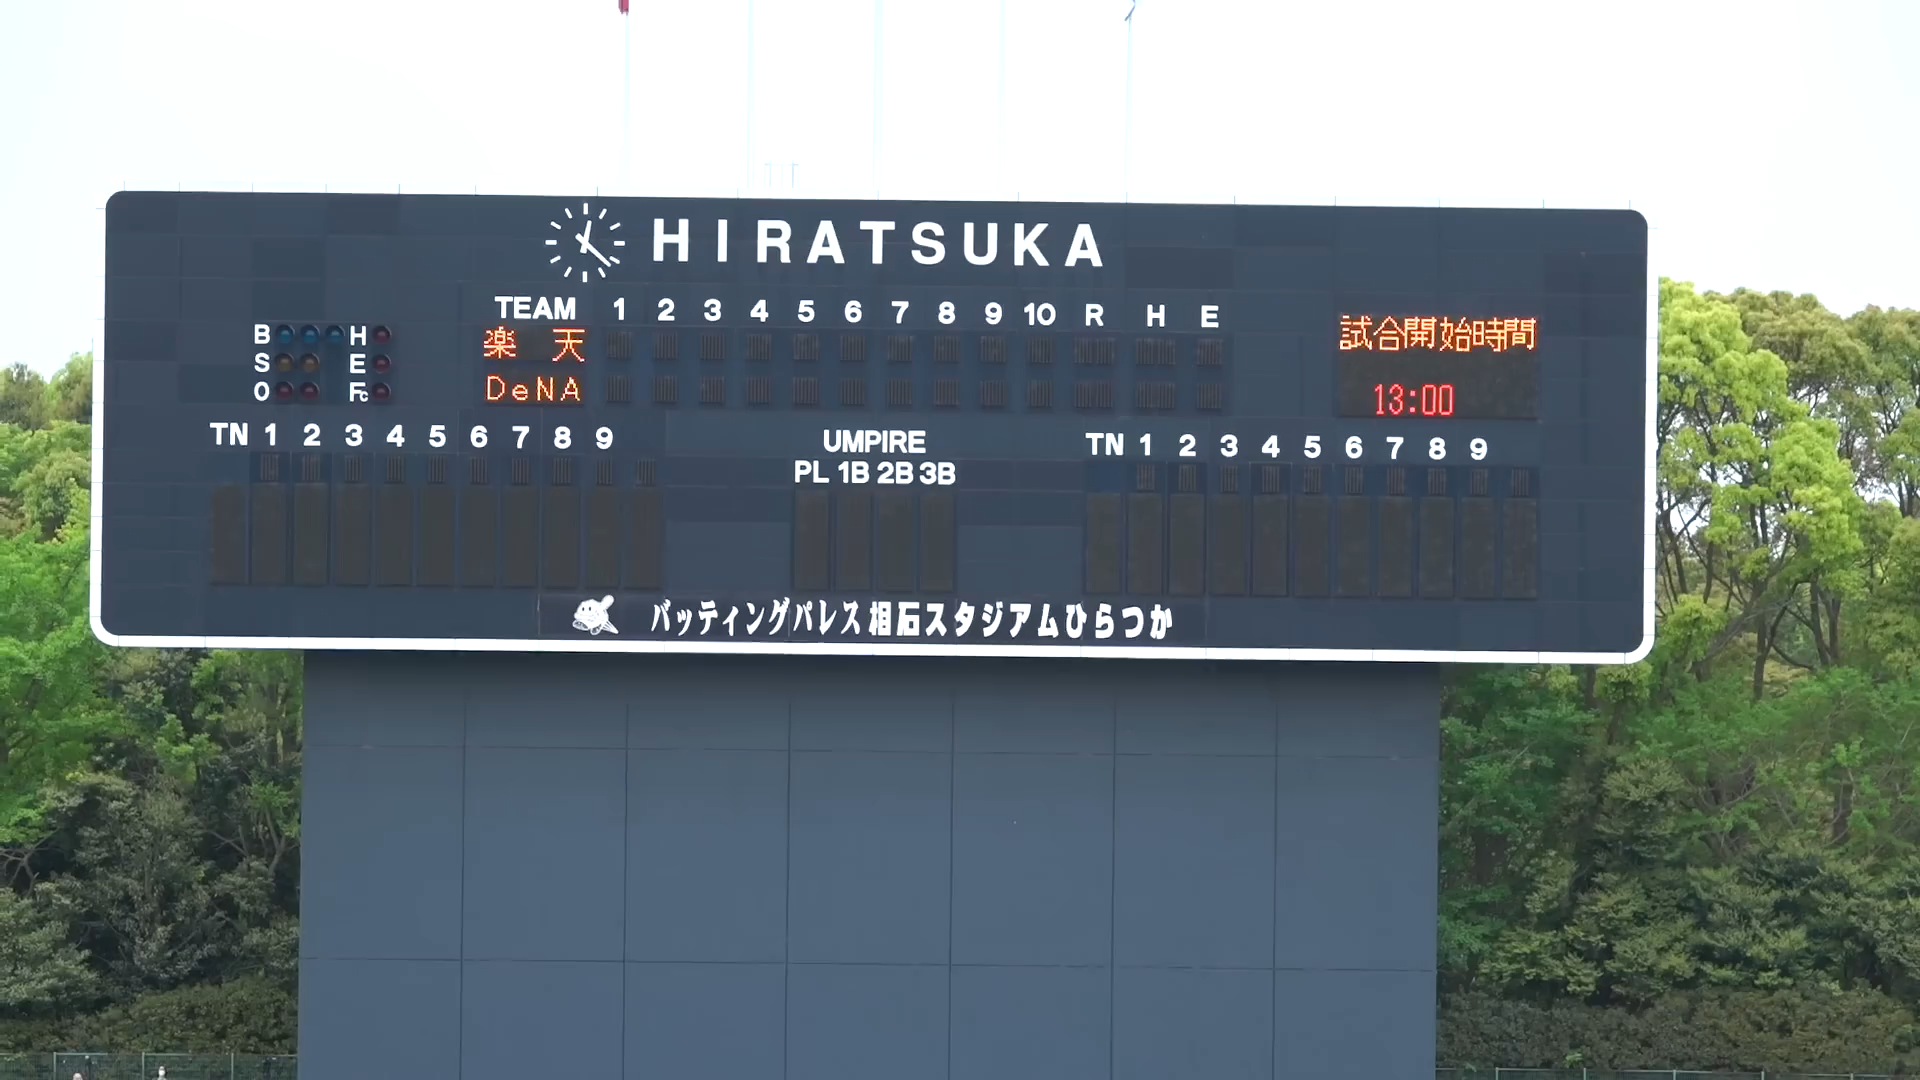 HIRATSUKA
TEAM 1 2 3 4 5 6 7 8 9 10 R H E
B H 楽 天 試合開始時間
S E
O Fc DeNA 13:00
TN 1 2 3 4 5 6 7 8 9 UMPIRE TN 1 2 3 4 5 6 7 8 9
PL 1B 2B 3B
バッティングパレス 相石スタジアムひらつか